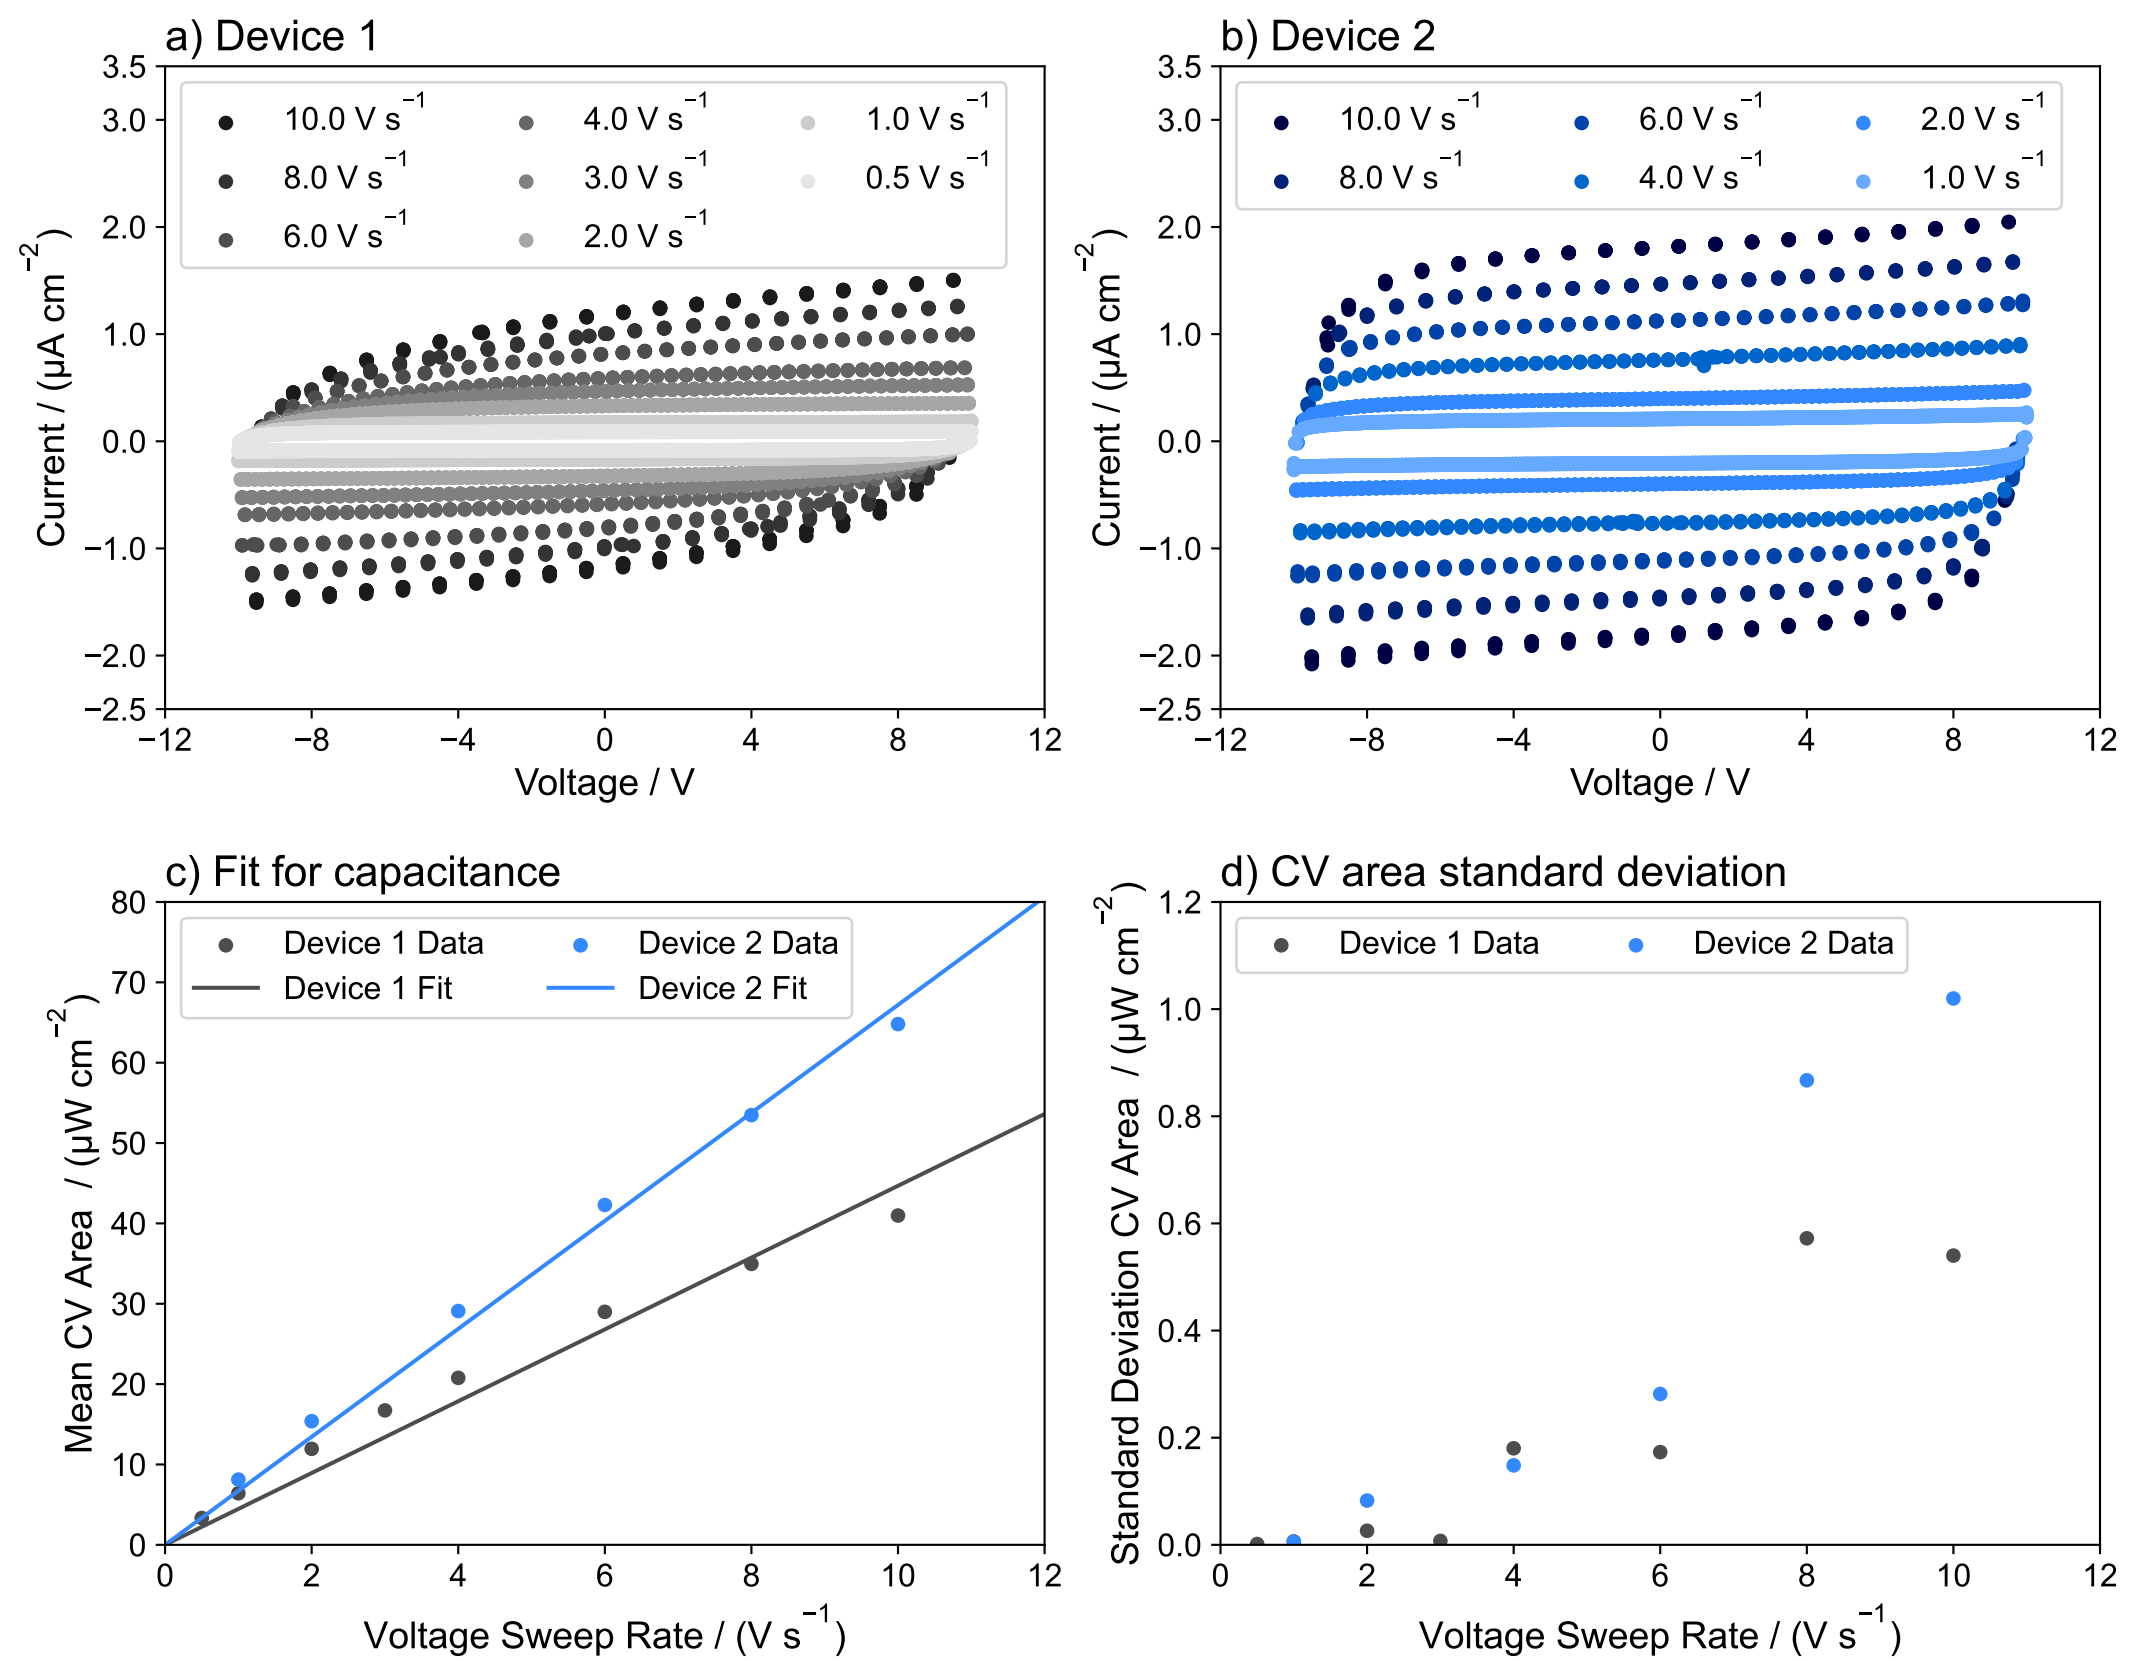 a) Device 1
3.5
3.0
2.0
1.0
0.0
−1.0
−2.0
−2.5
Current / (µA cm⁻²)
10.0 V s⁻¹
8.0 V s⁻¹
6.0 V s⁻¹
4.0 V s⁻¹
3.0 V s⁻¹
2.0 V s⁻¹
1.0 V s⁻¹
0.5 V s⁻¹
−12 −8 −4 0 4 8 12
Voltage / V
b) Device 2
3.5
3.0
2.0
1.0
0.0
−1.0
−2.0
−2.5
Current / (µA cm⁻²)
10.0 V s⁻¹
8.0 V s⁻¹
6.0 V s⁻¹
4.0 V s⁻¹
2.0 V s⁻¹
1.0 V s⁻¹
−12 −8 −4 0 4 8 12
Voltage / V
c) Fit for capacitance
80
70
60
50
40
30
20
10
0
Mean CV Area / (µW cm⁻²)
Device 1 Data
Device 1 Fit
Device 2 Data
Device 2 Fit
0 2 4 6 8 10 12
Voltage Sweep Rate / (V s⁻¹)
d) CV area standard deviation
1.2
1.0
0.8
0.6
0.4
0.2
0.0
Standard Deviation CV Area / (µW cm⁻²)
Device 1 Data
Device 2 Data
0 2 4 6 8 10 12
Voltage Sweep Rate / (V s⁻¹)